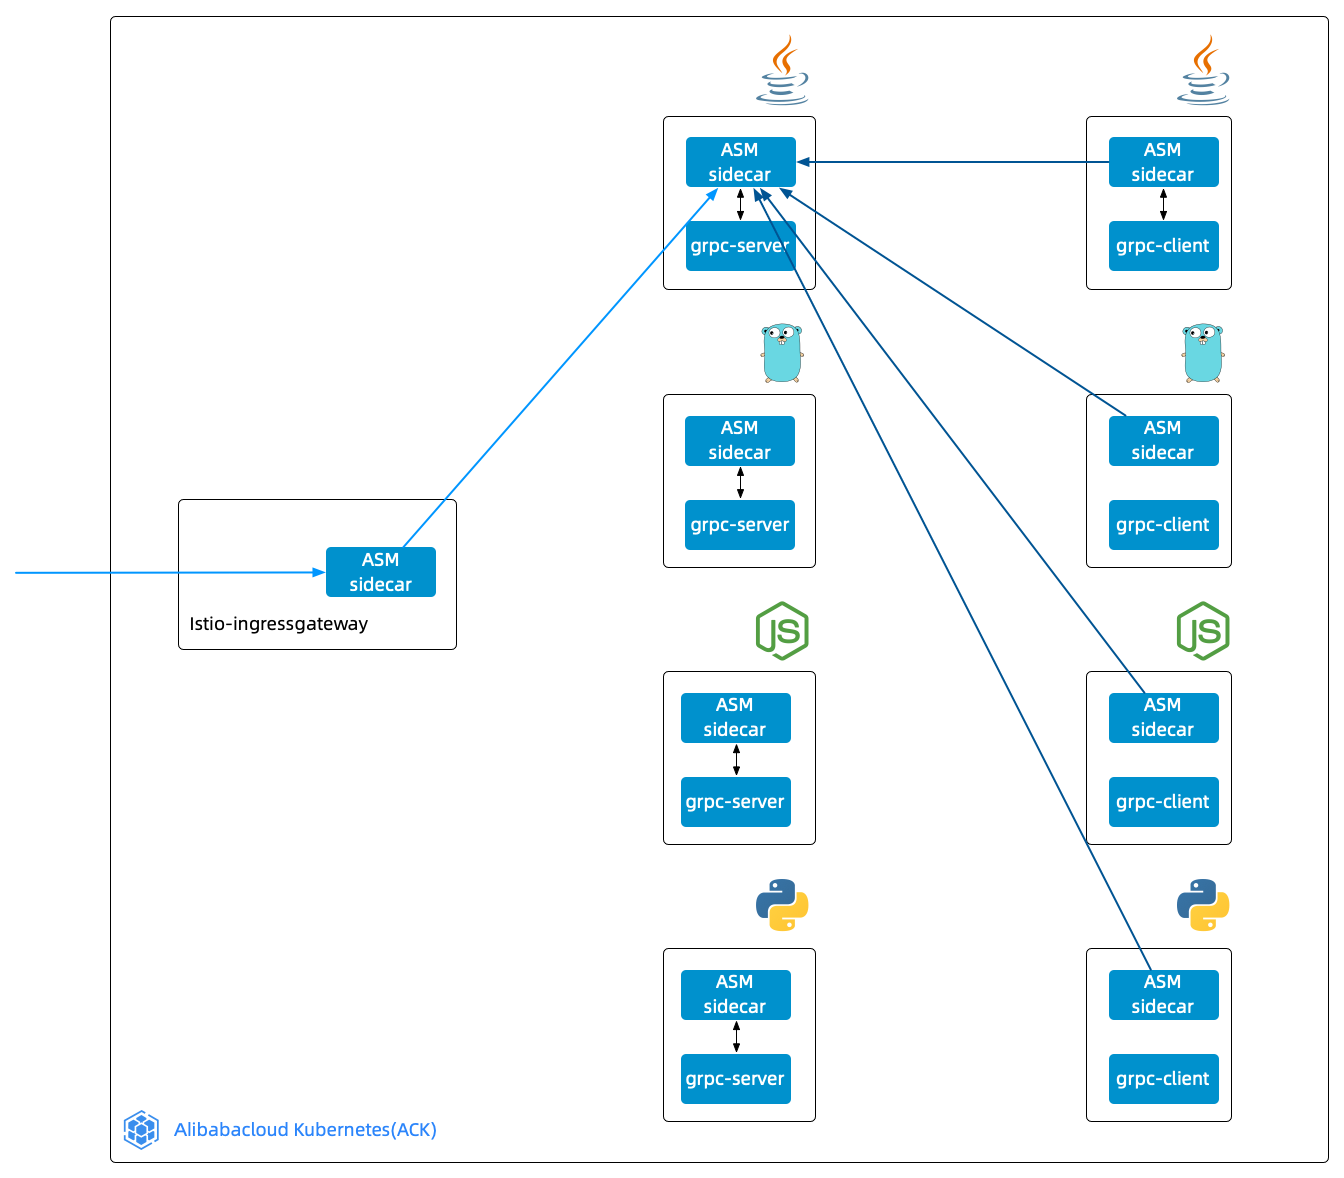 ASM
sidecar
grpc-server
ASM
sidecar
grpc-client
ASM
sidecar
grpc-server
ASM
sidecar
grpc-client
ASM
sidecar
Istio-ingressgateway
JS
JS
ASM
sidecar
grpc-server
ASM
sidecar
grpc-client
ASM
sidecar
grpc-server
ASM
sidecar
grpc-client
Alibabacloud Kubernetes(ACK)